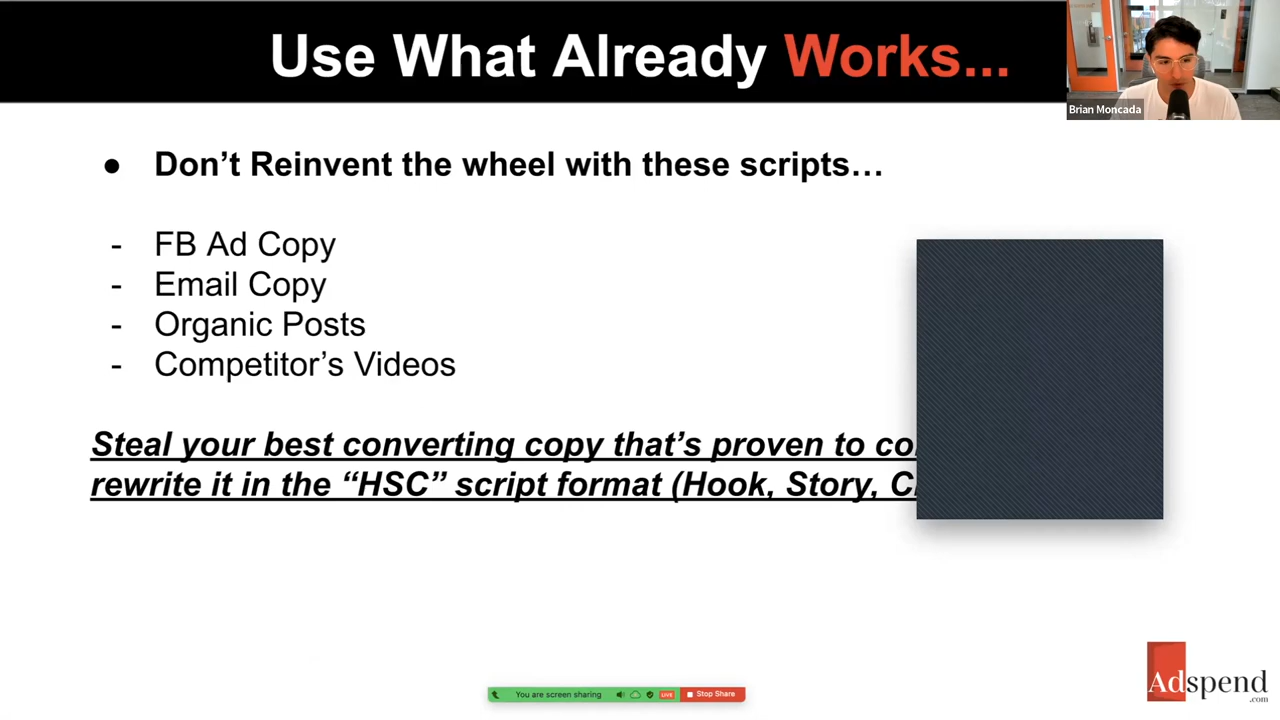 Use What Already Works...
Brian Moncada
● Don’t Reinvent the wheel with these scripts…
- FB Ad Copy
- Email Copy
- Organic Posts
- Competitor’s Videos
Steal your best converting copy that’s proven to
rewrite it in the “HSC” script format (Hook, Story,
You are screen sharing
LIVE
Stop Share
Adspend
.com